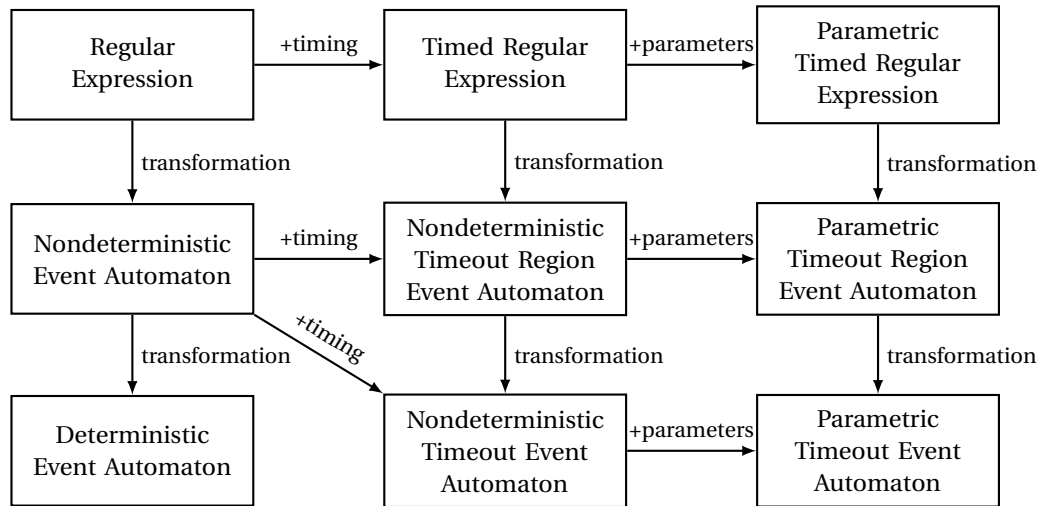 Regular
Expression
+timing
Timed Regular
Expression
+parameters
Parametric
Timed Regular
Expression
transformation
transformation
transformation
Nondeterministic
Event Automaton
+timing
Nondeterministic
Timeout Region
Event Automaton
+parameters
Parametric
Timeout Region
Event Automaton
transformation
+timing
transformation
transformation
Deterministic
Event Automaton
Nondeterministic
Timeout Event
Automaton
+parameters
Parametric
Timeout Event
Automaton